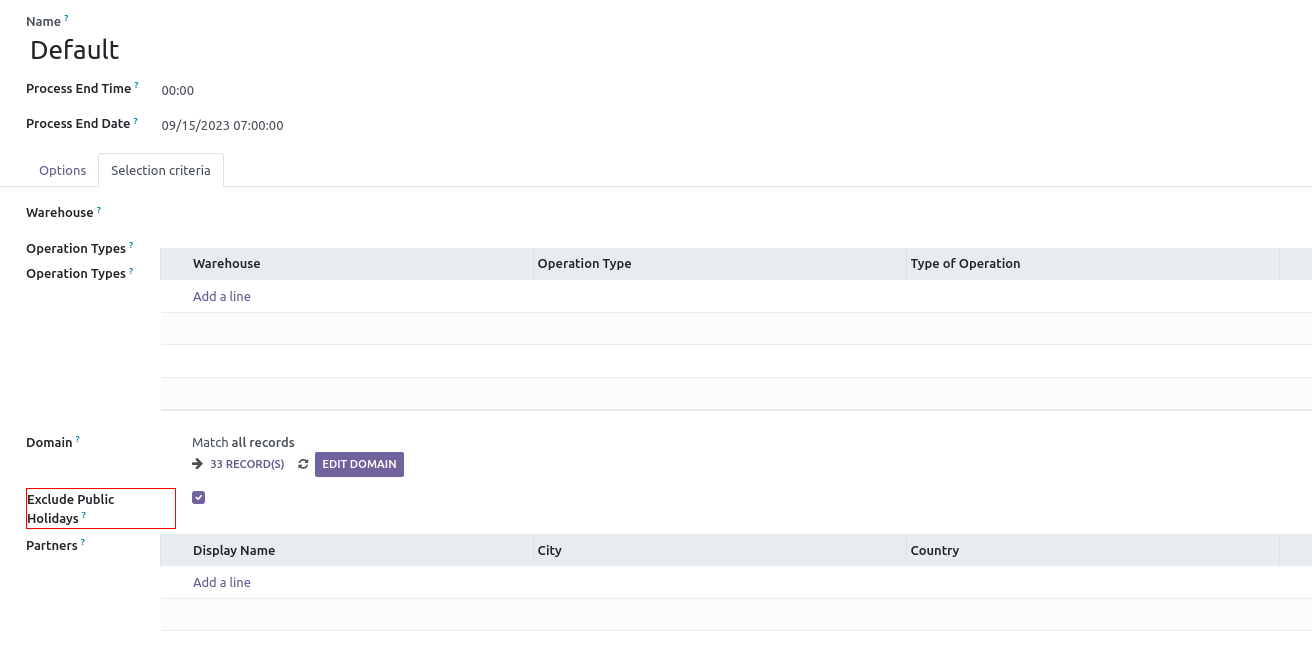 Name ?
Default
Process End Time ? 00:00
Process End Date ? 09/15/2023 07:00:00
Options Selection criteria
Warehouse ?
Operation Types ?
Operation Types ?
Warehouse Operation Type Type of Operation
Add a line
Domain ? Match all records
33 RECORD(S) EDIT DOMAIN
Exclude Public
Holidays ?
Partners ? Display Name City Country
Add a line